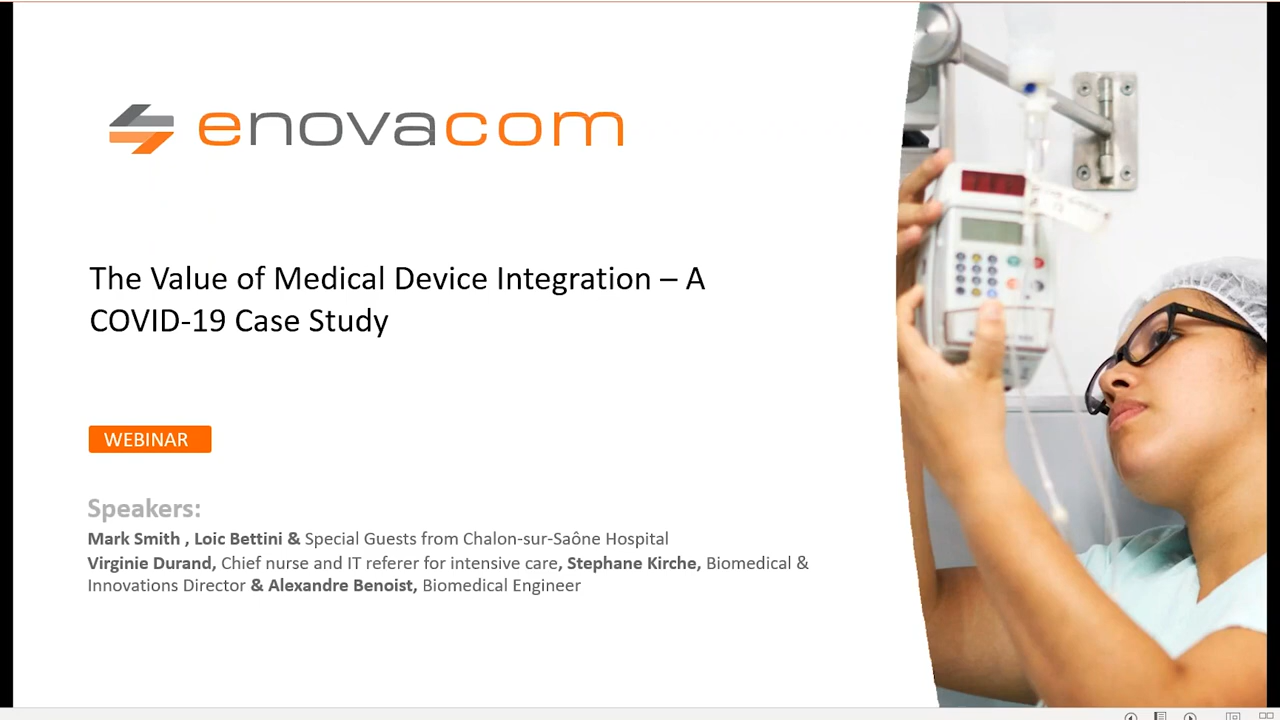 enovacom
The Value of Medical Device Integration – A
COVID-19 Case Study
WEBINAR
Speakers:
Mark Smith , Loic Bettini & Special Guests from Chalon-sur-Saône Hospital
Virginie Durand, Chief nurse and IT referer for intensive care, Stephane Kirche, Biomedical &
Innovations Director & Alexandre Benoist, Biomedical Engineer